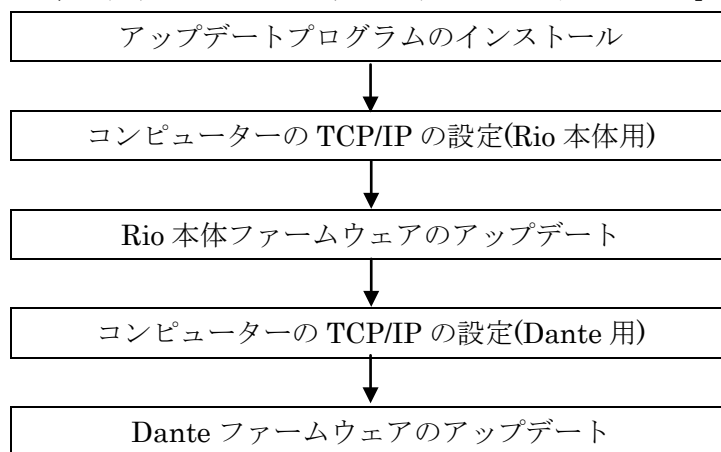 アップデートプログラムのインストール
コンピューターの TCP/IP の設定(Rio 本体用)
Rio 本体ファームウェアのアップデート
コンピューターの TCP/IP の設定(Dante 用)
Dante ファームウェアのアップデート